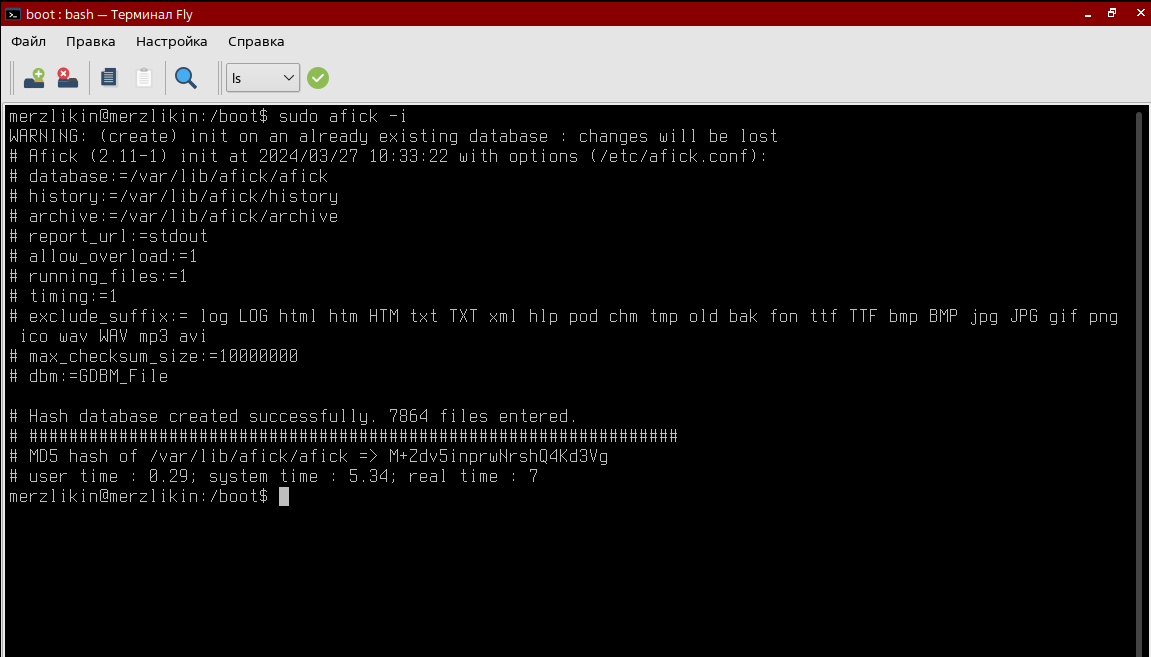 boot : bash — Терминал Fly
Файл Правка Настройка Справка
ls
merzlikin@merzlikin:/boot$ sudo afick -i
WARNING: (create) init on an already existing database : changes will be lost
# Afick (2.11-1) init at 2024/03/27 10:33:22 with options (/etc/afick.conf):
# database:=/var/lib/afick/afick
# history:=/var/lib/afick/history
# archive:=/var/lib/afick/archive
# report_url:=stdout
# allow_overload:=1
# running_files:=1
# timing:=1
# exclude_suffix:= log LOG html htm HTM txt TXT xml hlp pod chm tmp old bak fon ttf TTF bmp BMP jpg JPG gif png
ico wav WAV mp3 avi
# max_checksum_size:=10000000
# dbm:=GDBM_File
# Hash database created successfully. 7864 files entered.
# #################################################################
# MD5 hash of /var/lib/afick/afick => M+Zdv5inprwNrshQ4Kd3Vg
# user time : 0.29; system time : 5.34; real time : 7
merzlikin@merzlikin:/boot$